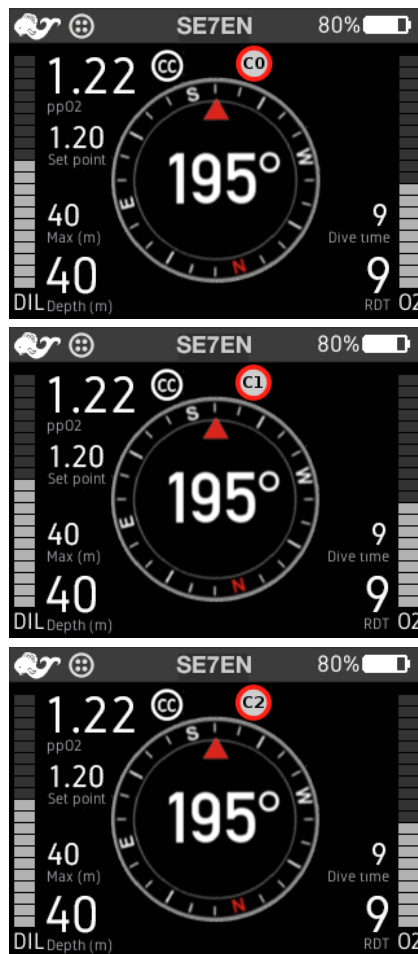 SE7EN 80%
1.22 CC C0
ppO2
1.20
Set point
S
W
195°
E
N
40 9
Max (m) Dive time
40 9
DIL Depth (m) RDT O2
SE7EN 80%
1.22 CC C1
ppO2
1.20
Set point
S
W
195°
E
N
40 9
Max (m) Dive time
40 9
DIL Depth (m) RDT O2
SE7EN 80%
1.22 CC C2
ppO2
1.20
Set point
S
W
195°
E
N
40 9
Max (m) Dive time
40 9
DIL Depth (m) RDT O2